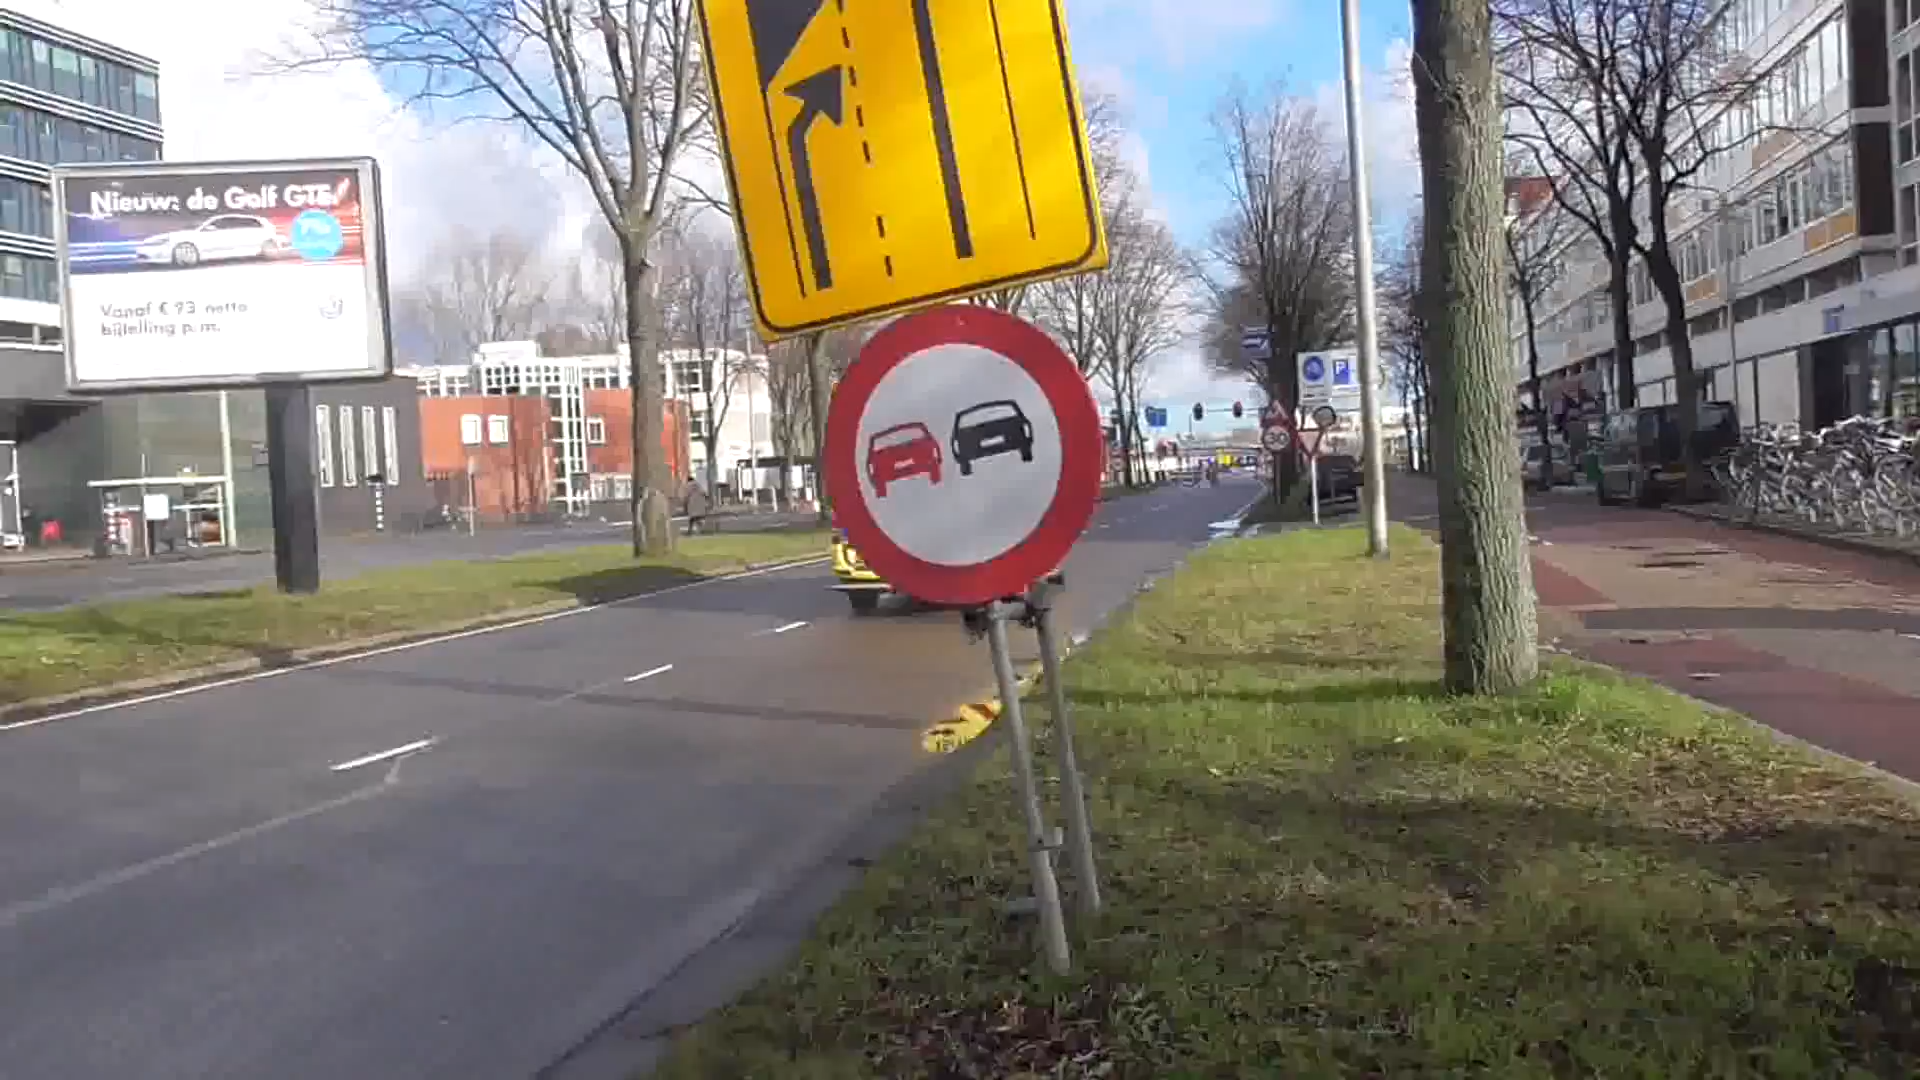 Nieuw: de Golf GTE.
Vanaf € 93 netto
bijtelling p.m.
30
P